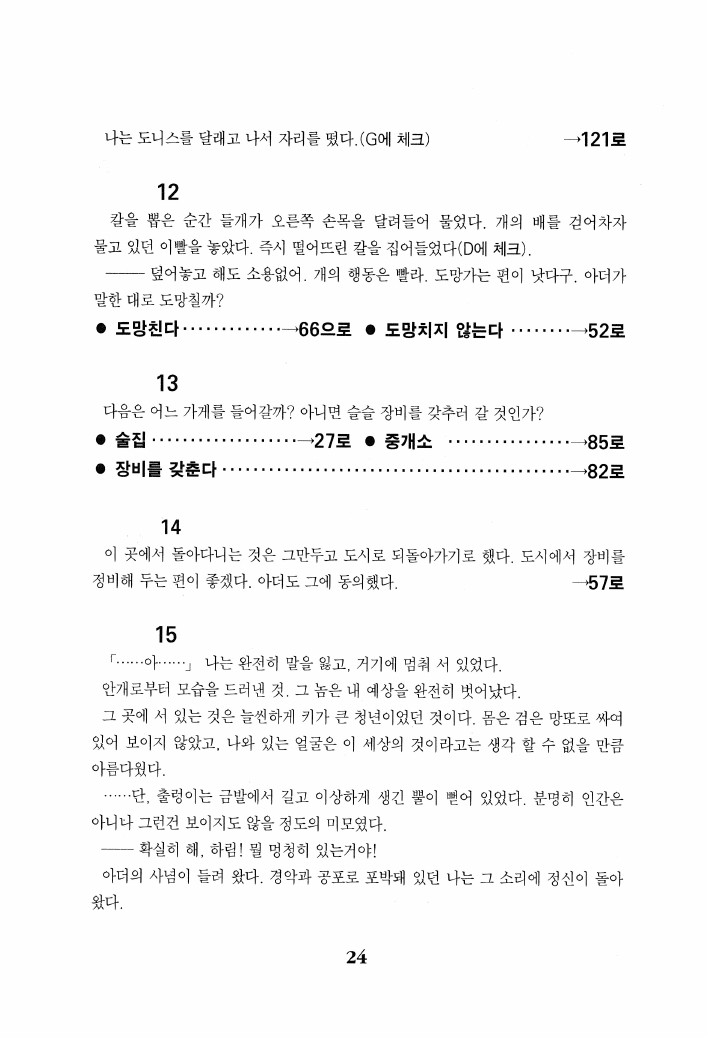 나는 도니스를 달래고 나서 자리를 떴다.(G에 체크) →121로
12
칼을 뽑은 순간 들개가 오른쪽 손목을 달려들어 물었다. 개의 배를 걷어차자
물고 있던 이빨을 놓았다. 즉시 떨어뜨린 칼을 집어들었다(D에 체크).
─── 덮어놓고 해도 소용없어. 개의 행동은 빨라. 도망가는 편이 낫다구. 아더가
말한 대로 도망칠까?
● 도망친다·············→66으로 ● 도망치지 않는다 ········→52로
13
다음은 어느 가게를 들어갈까? 아니면 슬슬 장비를 갖추러 갈 것인가?
● 술집···················→27로 ● 중개소 ················→85로
● 장비를 갖춘다·············································→82로
14
이 곳에서 돌아다니는 것은 그만두고 도시로 되돌아가기로 했다. 도시에서 장비를
정비해 두는 편이 좋겠다. 아더도 그에 동의했다. →57로
15
「……아……」 나는 완전히 말을 잃고, 거기에 멈춰 서 있었다.
안개로부터 모습을 드러낸 것. 그 놈은 내 예상을 완전히 벗어났다.
그 곳에 서 있는 것은 늘씬하게 키가 큰 청년이었던 것이다. 몸은 검은 망또로 싸여
있어 보이지 않았고, 나와 있는 얼굴은 이 세상의 것이라고는 생각 할 수 없을 만큼
아름다웠다.
……단, 출렁이는 금발에서 길고 이상하게 생긴 뿔이 뻗어 있었다. 분명히 인간은
아니나 그런건 보이지도 않을 정도의 미모였다.
─── 확실히 해, 하림! 뭘 멍청히 있는거야!
아더의 사념이 들려 왔다. 경악과 공포로 포박돼 있던 나는 그 소리에 정신이 돌아
왔다.
24